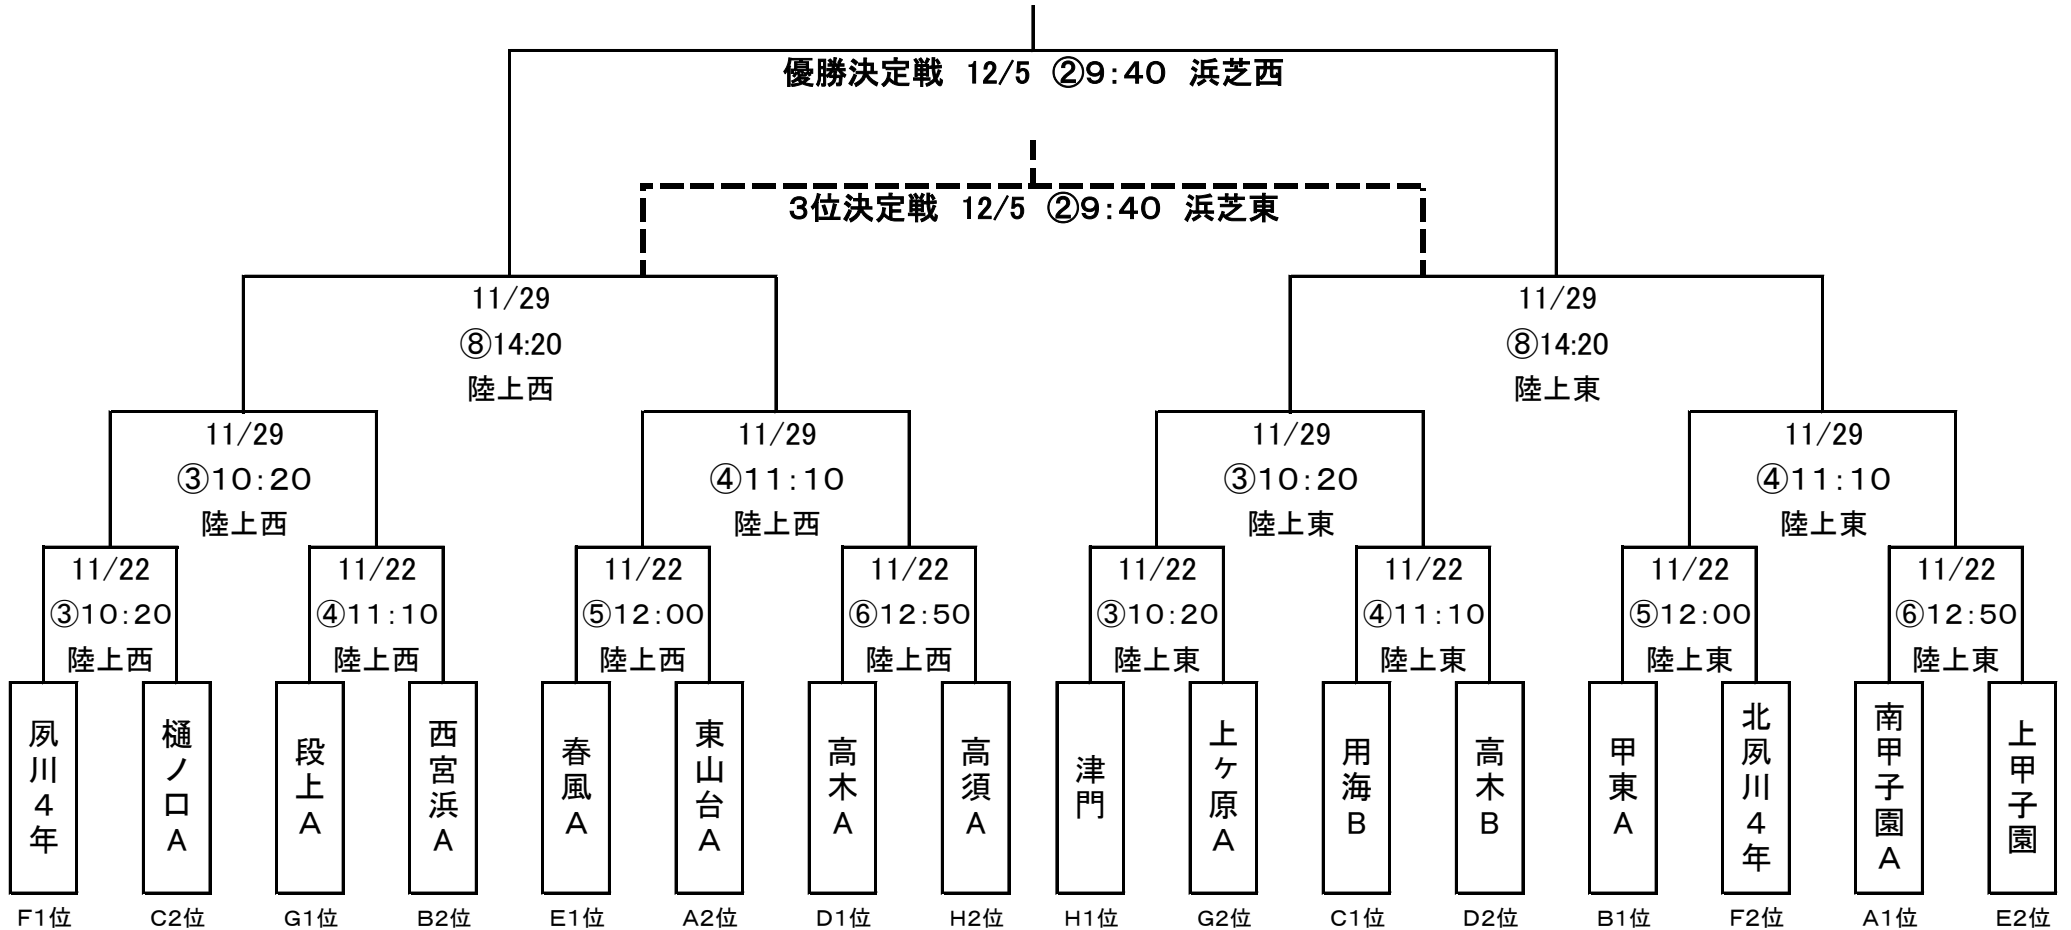 優勝決定戦　12/5　②9：40　浜芝西
3位決定戦　12/5　②9：40　浜芝東
11/29
⑧14:20
陸上西
11/29
⑧14:20
陸上東
11/29
③10：20
陸上西
11/29
④11：10
陸上西
11/29
③10：20
陸上東
11/29
④11：10
陸上東
11/22
③10：20
陸上西
11/22
④11：10
陸上西
11/22
⑤12：00
陸上西
11/22
⑥12：50
陸上西
11/22
③10：20
陸上東
11/22
④11：10
陸上東
11/22
⑤12：00
陸上東
11/22
⑥12：50
陸上東
夙川４年
樋ノ口Ａ
段上Ａ
西宮浜Ａ
春風Ａ
東山台Ａ
高木Ａ
高須Ａ
津門
上ヶ原Ａ
用海Ｂ
高木Ｂ
甲東Ａ
北夙川４年
南甲子園Ａ
上甲子園
F1位
C2位
G1位
B2位
E1位
A2位
D1位
H2位
H1位
G2位
C1位
D2位
B1位
F2位
A1位
E2位